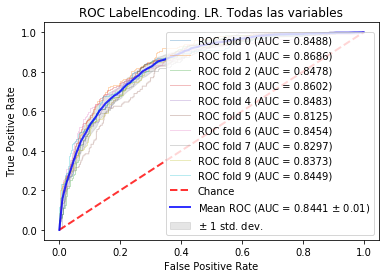 ROC LabelEncoding. LR. Todas las variables
True Positive Rate
1.0
0.8
0.6
0.4
0.2
0.0
ROC fold 0 (AUC = 0.8488)
ROC fold 1 (AUC = 0.8686)
ROC fold 2 (AUC = 0.8478)
ROC fold 3 (AUC = 0.8602)
ROC fold 4 (AUC = 0.8483)
ROC fold 5 (AUC = 0.8125)
ROC fold 6 (AUC = 0.8454)
ROC fold 7 (AUC = 0.8297)
ROC fold 8 (AUC = 0.8373)
ROC fold 9 (AUC = 0.8449)
Chance
Mean ROC (AUC = 0.8441 ± 0.01)
± 1 std. dev.
0.0 0.2 0.4 0.6 0.8 1.0
False Positive Rate